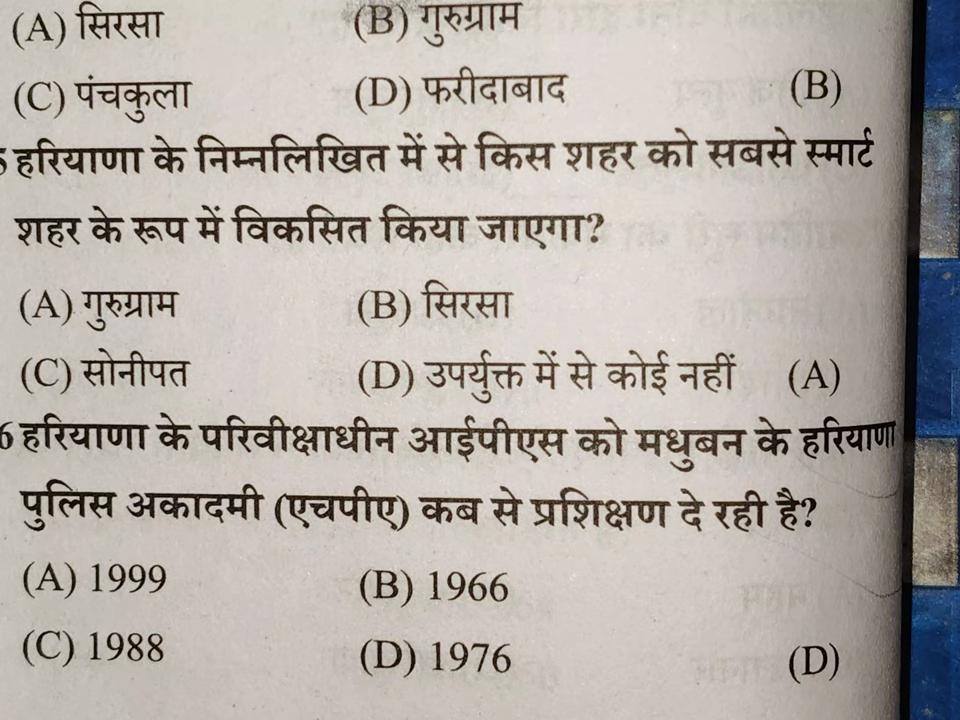 (A) सिरसा (B) गुरुग्राम
(C) पंचकुला (D) फरीदाबाद (B)
हरियाणा के निम्नलिखित में से किस शहर को सबसे स्मार्ट
शहर के रूप में विकसित किया जाएगा?
(A) गुरुग्राम (B) सिरसा
(C) सोनीपत (D) उपर्युक्त में से कोई नहीं (A)
6 हरियाणा के परिवीक्षाधीन आईपीएस को मधुबन के हरियाणा
पुलिस अकादमी (एचपीए) कब से प्रशिक्षण दे रही है?
(A) 1999 (B) 1966
(C) 1988 (D) 1976 (D)